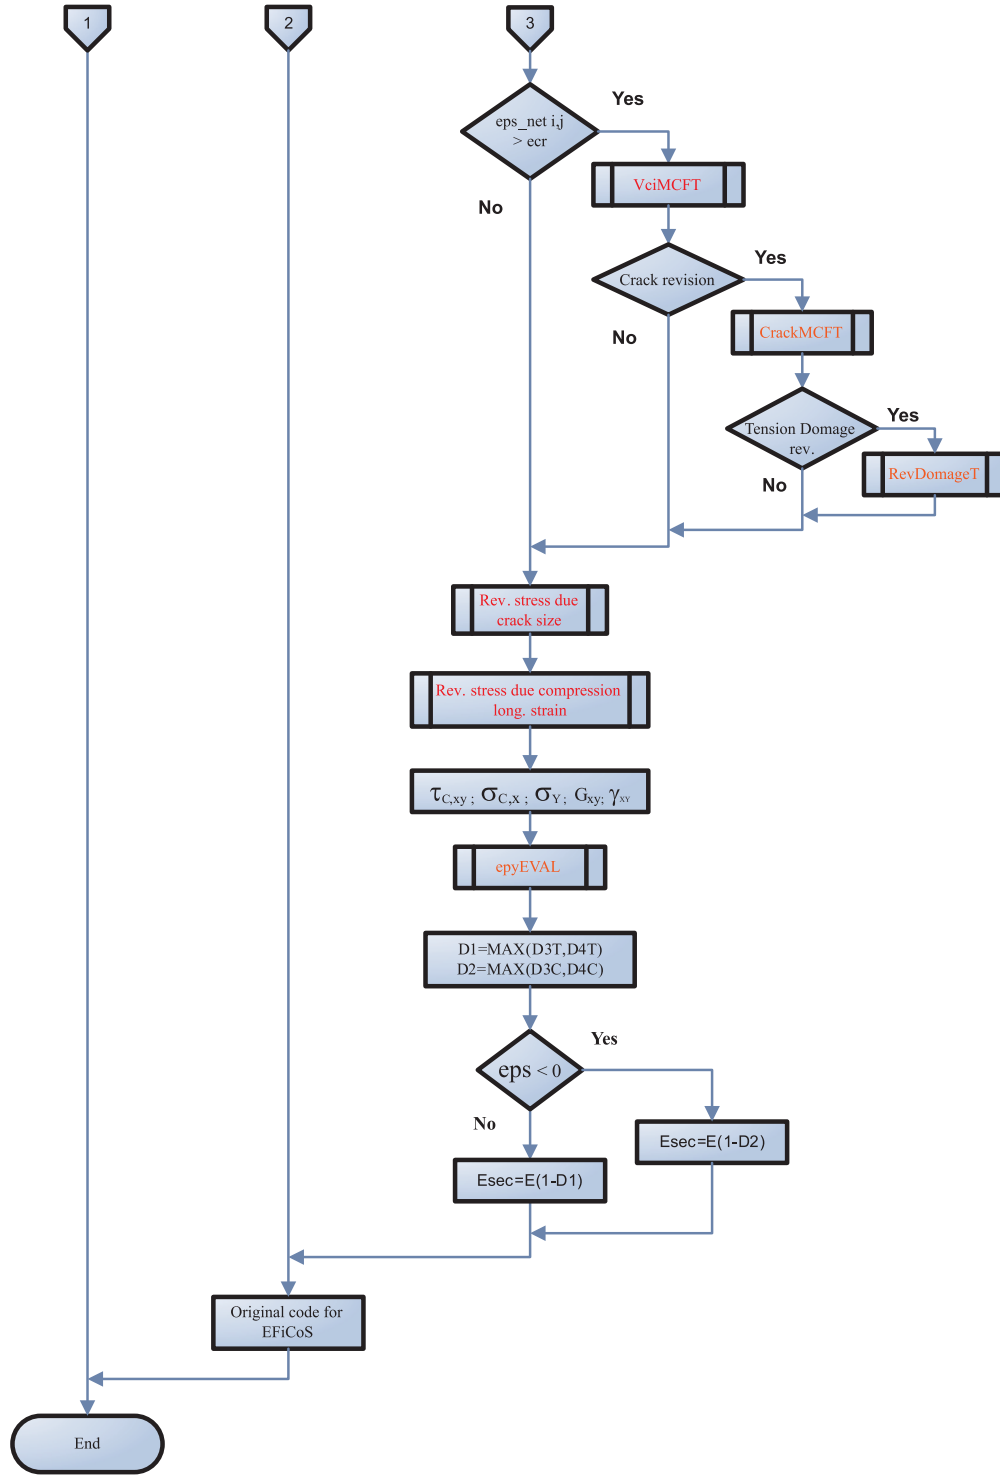 1
2
3
eps_net i,j
> ecr
Yes
No
VciMCFT
Crack revision
Yes
No
CrackMCFT
Tension Domage
rev.
Yes
No
RevDomageT
Rev. stress due
crack size
Rev. stress due compression
long. strain
τC,xy ; σC,x ; σY; Gxy; γXY
epyEVAL
D1=MAX(D3T,D4T)
D2=MAX(D3C,D4C)
eps < 0
Yes
No
Esec=E(1-D2)
Esec=E(1-D1)
Original code for
EFiCoS
End